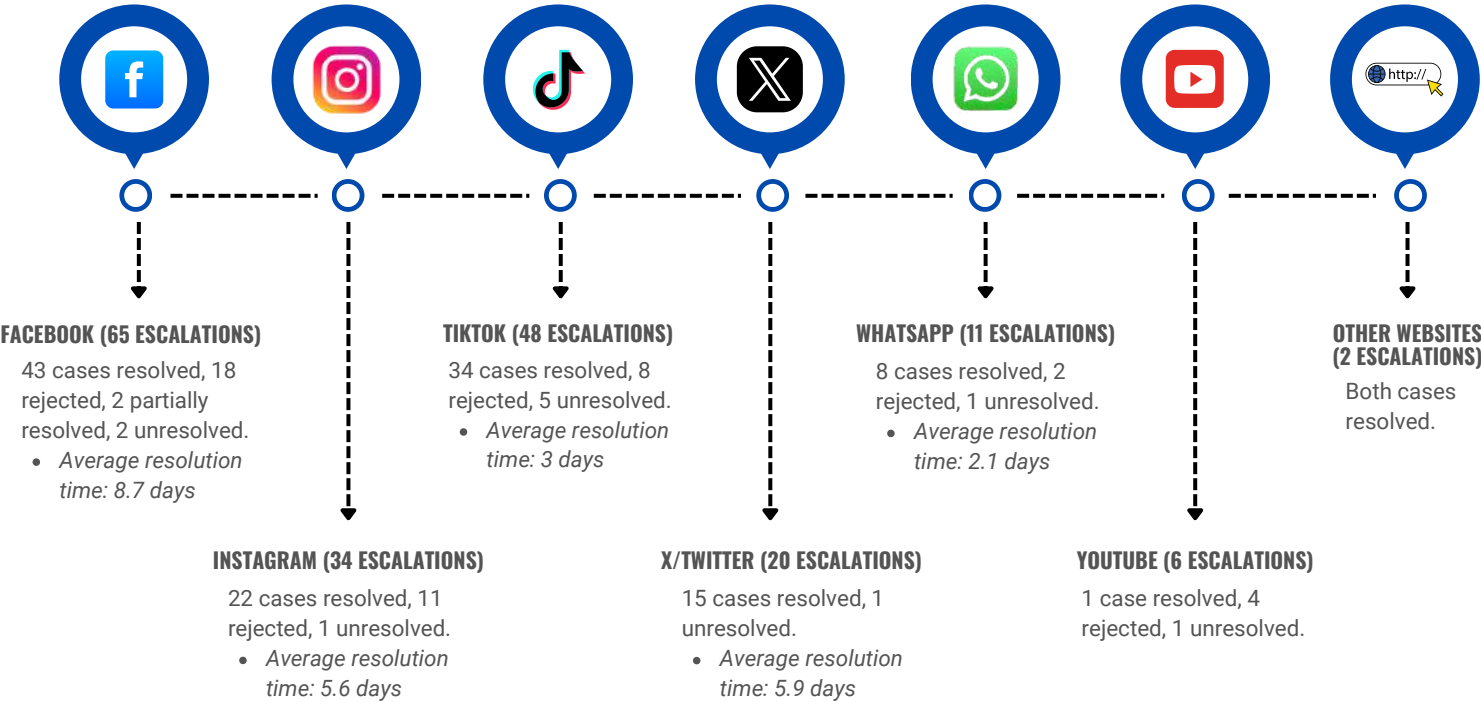 f
http://
FACEBOOK (65 ESCALATIONS)
43 cases resolved, 18
rejected, 2 partially
resolved, 2 unresolved.
• Average resolution
time: 8.7 days
INSTAGRAM (34 ESCALATIONS)
22 cases resolved, 11
rejected, 1 unresolved.
• Average resolution
time: 5.6 days
TIKTOK (48 ESCALATIONS)
34 cases resolved, 8
rejected, 5 unresolved.
• Average resolution
time: 3 days
X/TWITTER (20 ESCALATIONS)
15 cases resolved, 1
unresolved.
• Average resolution
time: 5.9 days
WHATSAPP (11 ESCALATIONS)
8 cases resolved, 2
rejected, 1 unresolved.
• Average resolution
time: 2.1 days
YOUTUBE (6 ESCALATIONS)
1 case resolved, 4
rejected, 1 unresolved.
OTHER WEBSITES
(2 ESCALATIONS)
Both cases
resolved.